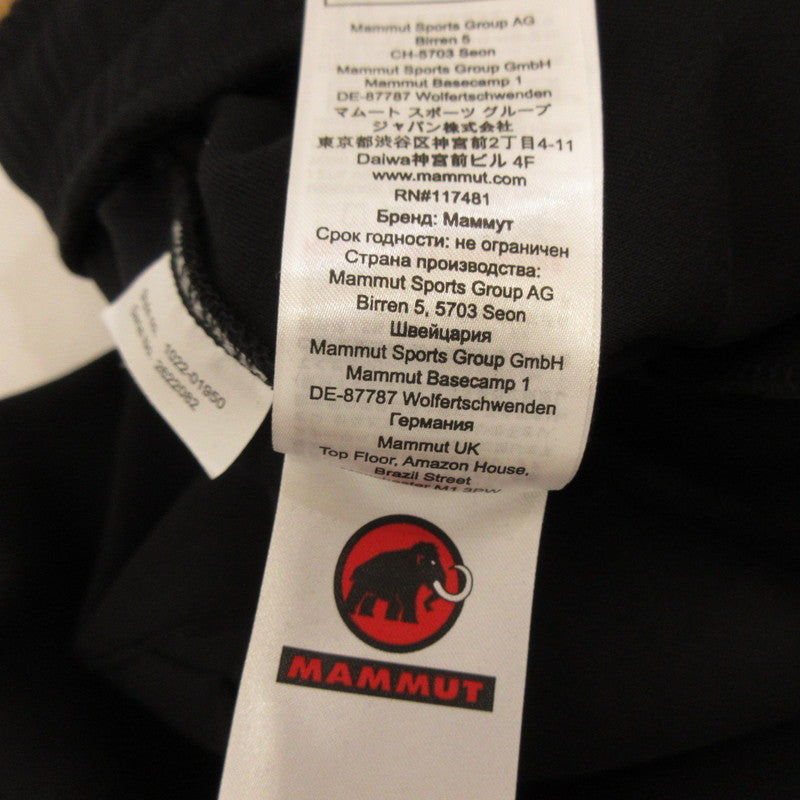 Mammut Sports Group AG
Birren 5
CH-5703 Seon
Mammut Sports Group GmbH
Mammut Basecamp 1
DE-87787 Wolfertschwenden
マムート スポーツ グループ
ジャパン株式会社
東京都渋谷区神宮前2丁目4-11
Daiwa神宮前ビル 4F
www.mammut.com
RN#117481
Бренд: Маммут
Срок годности: не ограничен
Страна производства:
Mammut Sports Group AG
Birren 5, 5703 Seon
Швейцария
Mammut Sports Group GmbH
Mammut Basecamp 1
DE-87787 Wolfertschwenden
Германия
Mammut UK
Top Floor, Amazon House,
Brazil Street
M1 3PW
1022-01950
2622082
MAMMUT